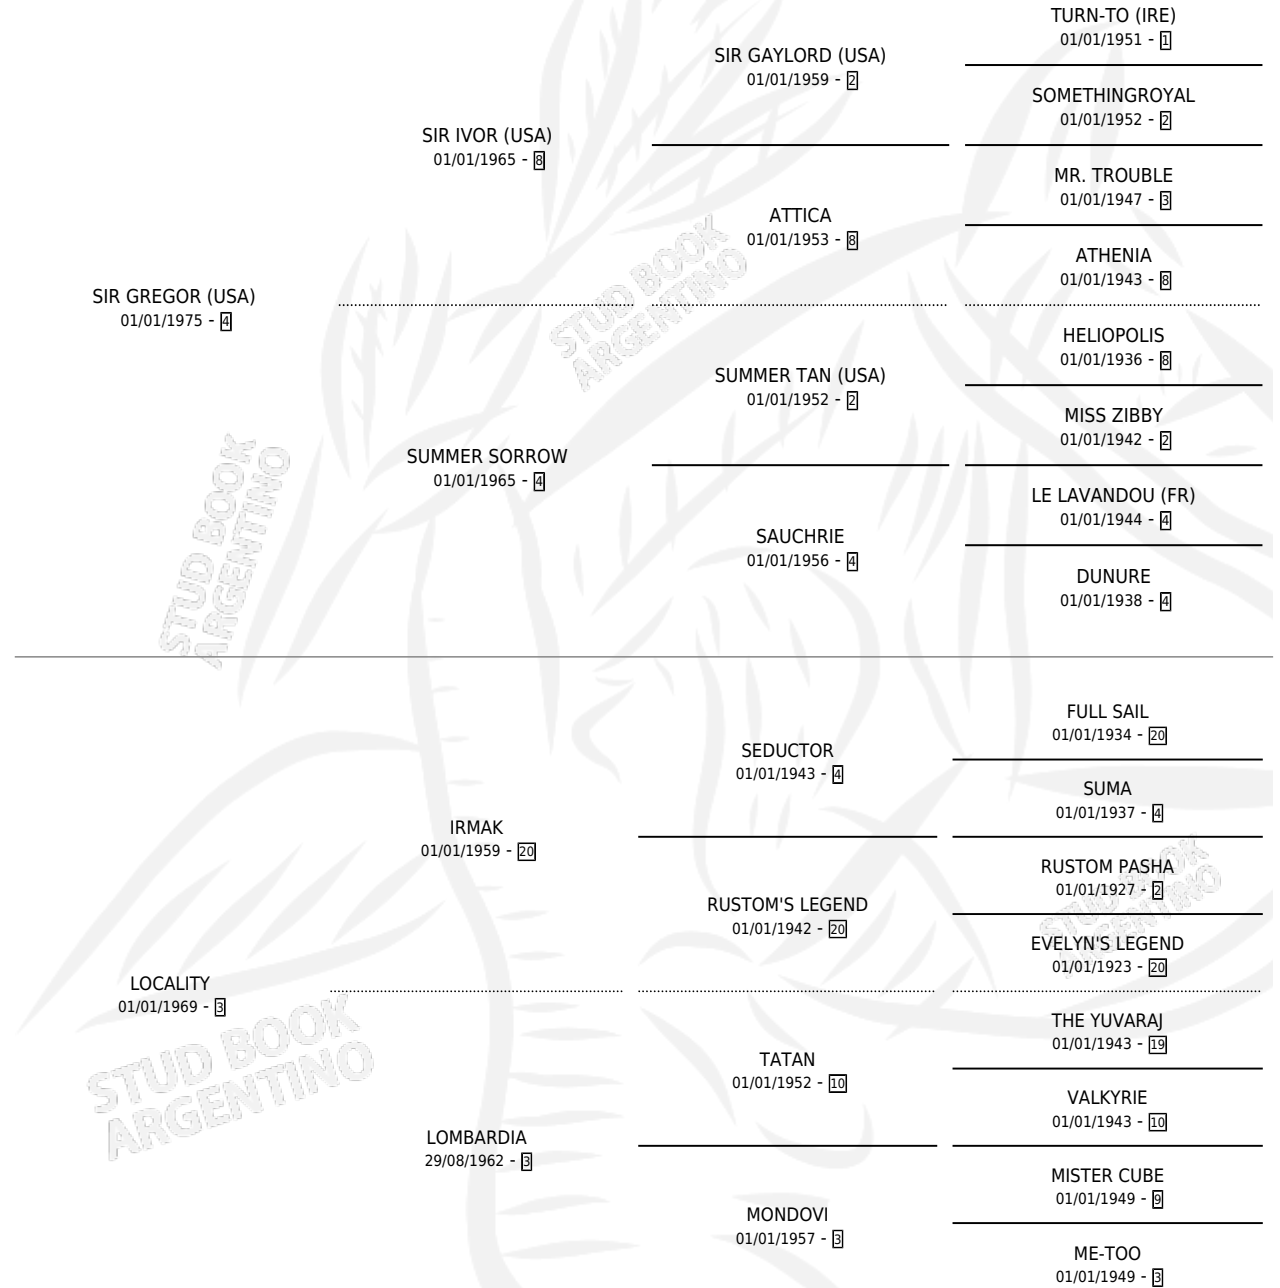 TURN-TO (IRE)
01/01/1951 - 1
SIR GAYLORD (USA)
01/01/1959 - 2
SOMETHINGROYAL
01/01/1952 - 2
SIR IVOR (USA)
01/01/1965 - 8
MR. TROUBLE
01/01/1947 - 3
ATTICA
01/01/1953 - 8
ATHENIA
01/01/1943 - 8
SIR GREGOR (USA)
01/01/1975 - 4
HELIOPOLIS
01/01/1936 - 8
SUMMER TAN (USA)
01/01/1952 - 2
MISS ZIBBY
01/01/1942 - 2
SUMMER SORROW
01/01/1965 - 4
LE LAVANDOU (FR)
01/01/1944 - 4
SAUCHRIE
01/01/1956 - 4
DUNURE
01/01/1938 - 4
FULL SAIL
01/01/1934 - 20
SEDUCTOR
01/01/1943 - 4
SUMA
01/01/1937 - 4
IRMAK
01/01/1959 - 20
RUSTOM PASHA
01/01/1927 - 2
RUSTOM'S LEGEND
01/01/1942 - 20
EVELYN'S LEGEND
01/01/1923 - 20
LOCALITY
01/01/1969 - 3
THE YUVARAJ
01/01/1943 - 19
TATAN
01/01/1952 - 10
VALKYRIE
01/01/1943 - 10
LOMBARDIA
29/08/1962 - 3
MISTER CUBE
01/01/1949 - 9
MONDOVI
01/01/1957 - 3
ME-TOO
01/01/1949 - 3
STUD BOOK
ARGENTINO
STUD BOOK
ARGENTINO
STUD BOOK
ARGENTINO
STUD BOOK
ARGENTINO